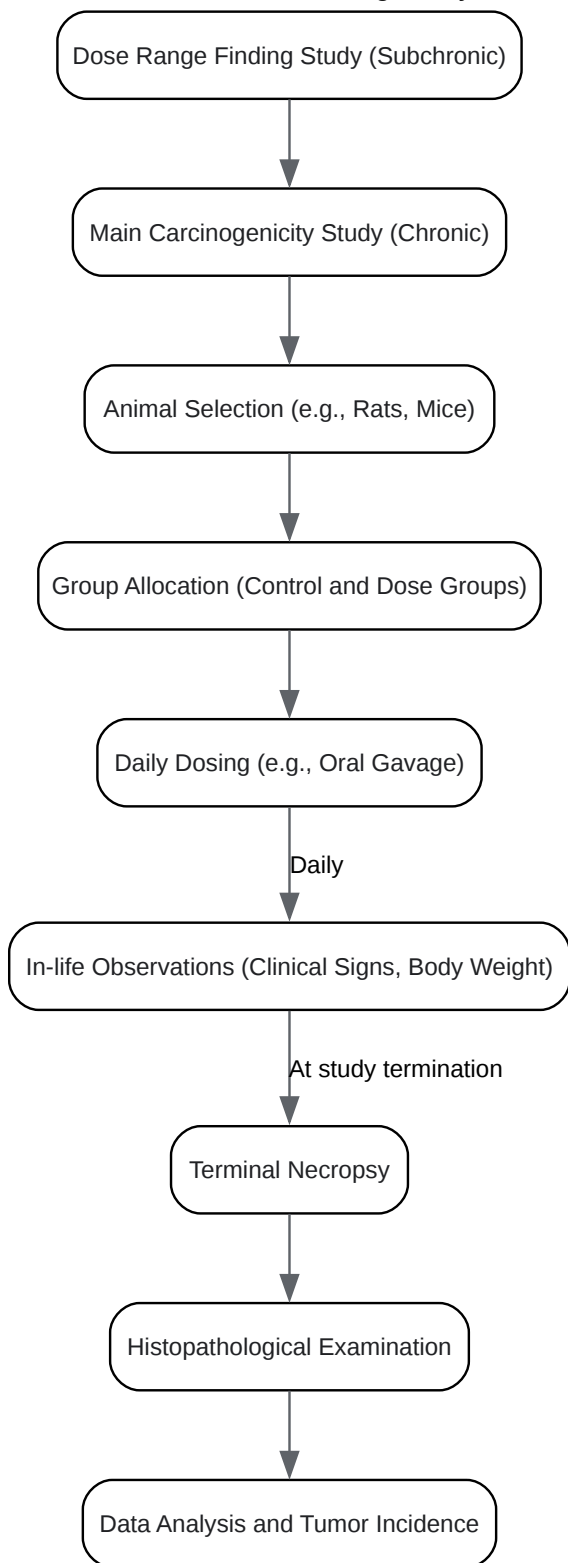 Dose Range Finding Study (Subchronic)
Main Carcinogenicity Study (Chronic)
Animal Selection (e.g., Rats, Mice)
Group Allocation (Control and Dose Groups)
Daily Dosing (e.g., Oral Gavage)
Daily
In-life Observations (Clinical Signs, Body Weight)
At study termination
Terminal Necropsy
Histopathological Examination
Data Analysis and Tumor Incidence